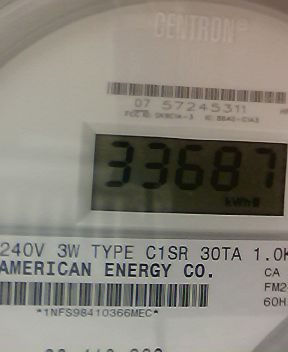 CENTRON®
07 57245311
33687
kWh
240V 3W TYPE C1SR 30TA 1.0K
AMERICAN ENERGY CO.
CA
FM2
60H
*1NFS98410366MEC*